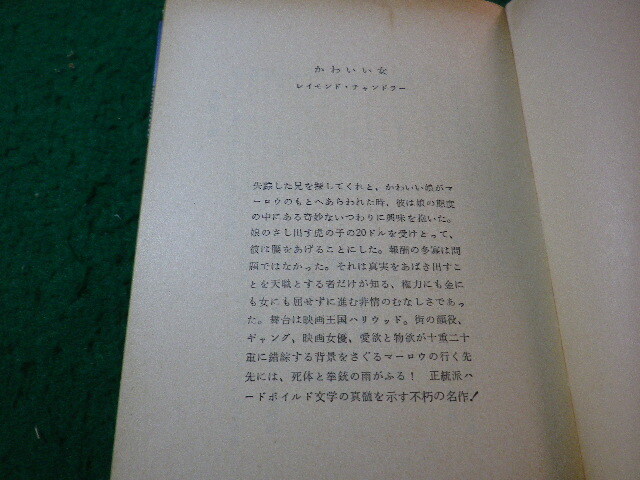 かわいい女
レイモンド・チャンドラー
失踪した兄を捜してくれと、かわいい娘がマ
ーロウのもとへあらわれた時、彼は娘の態度
の中にある奇妙ないつわりに興味を抱いた。
娘のさし出す虎の子の20ドルを受けとって、
彼は腰をあげることにした。報酬の多寡は問
題ではなかった。それは真実をあばき出すこ
とを天職とする者だけが知る、権力にも金に
も女にも屈せずに進む非情のむなしさであっ
た。舞台は映画王国ハリウッド。街の顔役、
ギャング、映画女優、愛欲と物欲が十重二十
重に錯綜する背景をさぐるマーロウの行く先
先には、死体と拳銃の雨がふる！ 正統派ハ
ードボイルド文学の真髄を示す不朽の名作！